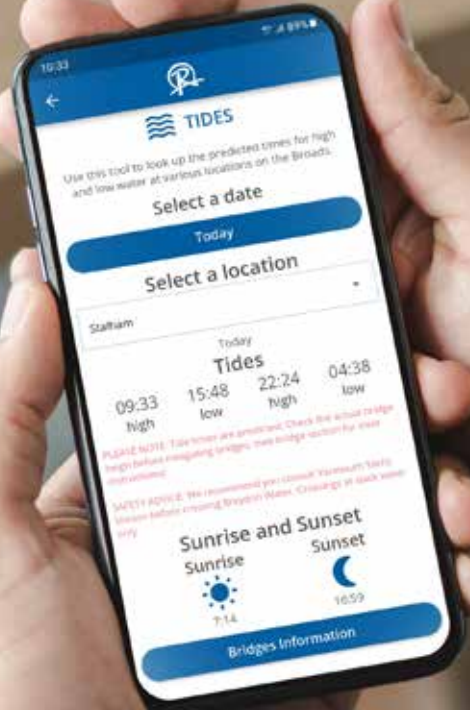 10:33
89%
TIDES
Use this tool to look up the predicted times for high
and low water at various locations on the Broads.
Select a date
Today
Select a location
Stalham
Today
Tides
09:33 15:48 22:24 04:38
high low high low
PLEASE NOTE: Tide times are predicted. Check the actual bridge
heigh before navigating bridges, see bridge section for more
instructions!
SAFETY ADVICE: We recommend you consult Yarmouth Yacht
Station before crossing Breydon Water. Crossings at slack water
only.
Sunrise and Sunset
Sunrise Sunset
7:14 16:59
Bridges Information